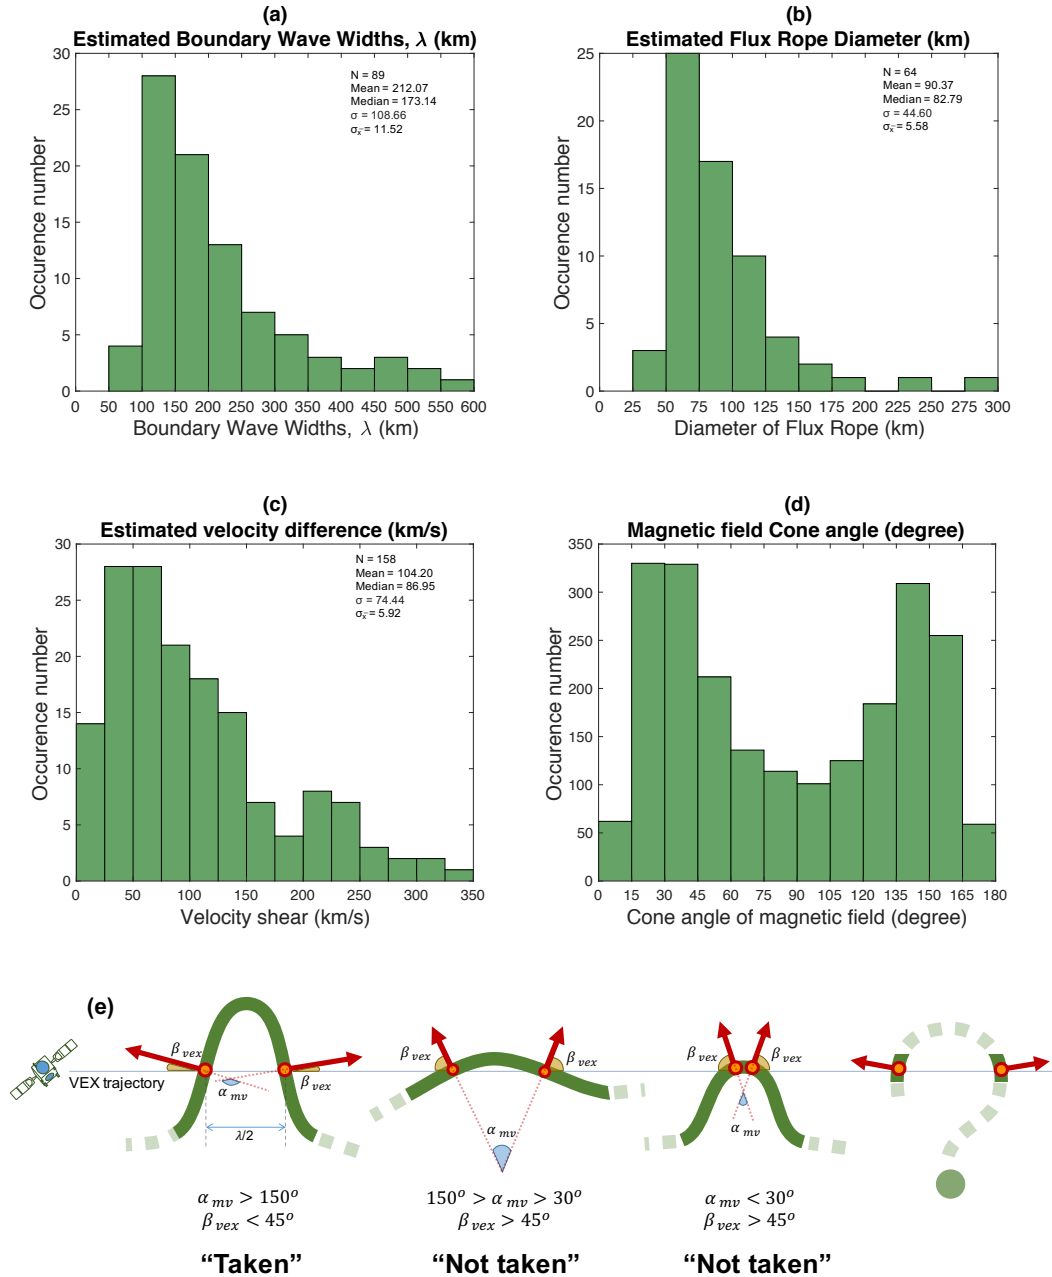 (a)
Estimated Boundary Wave Widths, λ (km)
30
25
20
15
10
5
0
Occurence number
N = 89
Mean = 212.07
Median = 173.14
σ = 108.66
σx̄ = 11.52
0 50 100 150 200 250 300 350 400 450 500 550 600
Boundary Wave Widths, λ (km)
(b)
Estimated Flux Rope Diameter (km)
25
20
15
10
5
0
Occurence number
N = 64
Mean = 90.37
Median = 82.79
σ = 44.60
σx̄ = 5.58
0 25 50 75 100 125 150 175 200 225 250 275 300
Diameter of Flux Rope (km)
(c)
Estimated velocity difference (km/s)
30
25
20
15
10
5
0
Occurence number
N = 158
Mean = 104.20
Median = 86.95
σ = 74.44
σx̄ = 5.92
0 50 100 150 200 250 300 350
Velocity shear (km/s)
(d)
Magnetic field Cone angle (degree)
350
300
250
200
150
100
50
0
Occurence number
0 15 30 45 60 75 90 105 120 135 150 165 180
Cone angle of magnetic field (degree)
(e)
VEX trajectory
β vex
β vex
α mv
λ/2
α mv > 150°
β vex < 45°
“Taken”
β vex
β vex
α mv
150° > α mv > 30°
β vex > 45°
“Not taken”
β vex
β vex
α mv
α mv < 30°
β vex > 45°
“Not taken”